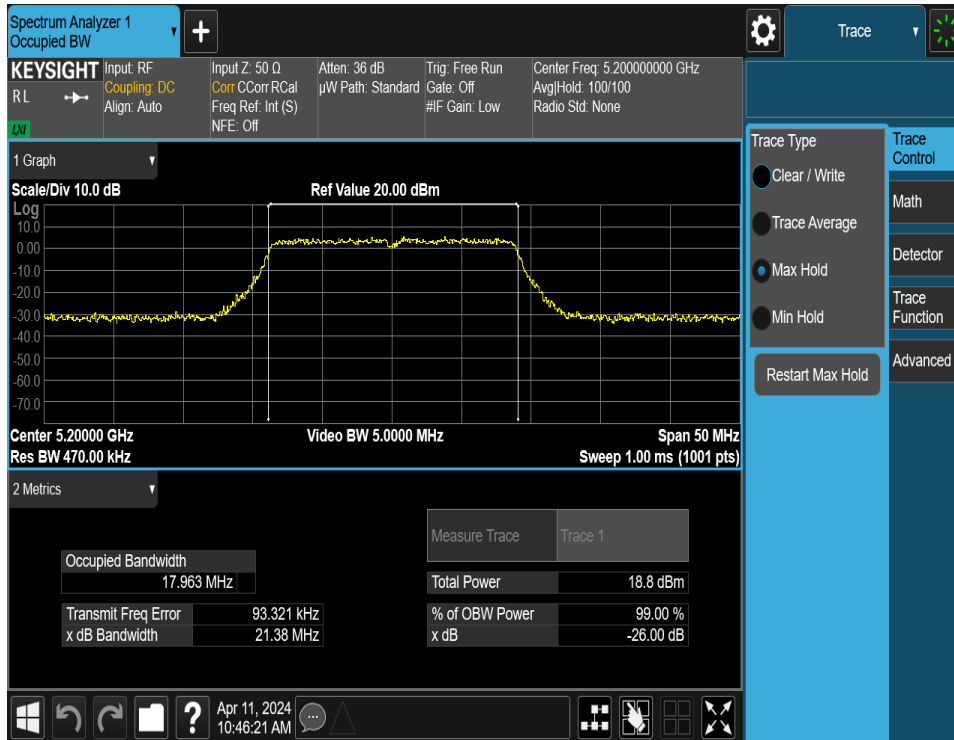 Spectrum Analyzer 1
Occupied BW
+
Trace
KEYSIGHT
R L
LXI
Input: RF
Coupling: DC
Align: Auto
Input Z: 50 Ω
Corr CCorr RCal
Freq Ref: Int (S)
NFE: Off
Atten: 36 dB
µW Path: Standard
Trig: Free Run
Gate: Off
#IF Gain: Low
Center Freq: 5.200000000 GHz
Avg|Hold: 100/100
Radio Std: None
1 Graph
Scale/Div 10.0 dB
Ref Value 20.00 dBm
Log
10.0
0.00
-10.0
-20.0
-30.0
-40.0
-50.0
-60.0
-70.0
Center 5.20000 GHz
Video BW 5.0000 MHz
Span 50 MHz
Res BW 470.00 kHz
Sweep 1.00 ms (1001 pts)
2 Metrics
Measure Trace
Trace 1
Occupied Bandwidth
17.963 MHz
Total Power
18.8 dBm
Transmit Freq Error
93.321 kHz
% of OBW Power
99.00 %
x dB Bandwidth
21.38 MHz
x dB
-26.00 dB
Trace Type
Clear / Write
Trace Average
Max Hold
Min Hold
Restart Max Hold
Trace
Control
Math
Detector
Trace
Function
Advanced
?
Apr 11, 2024
10:46:21 AM